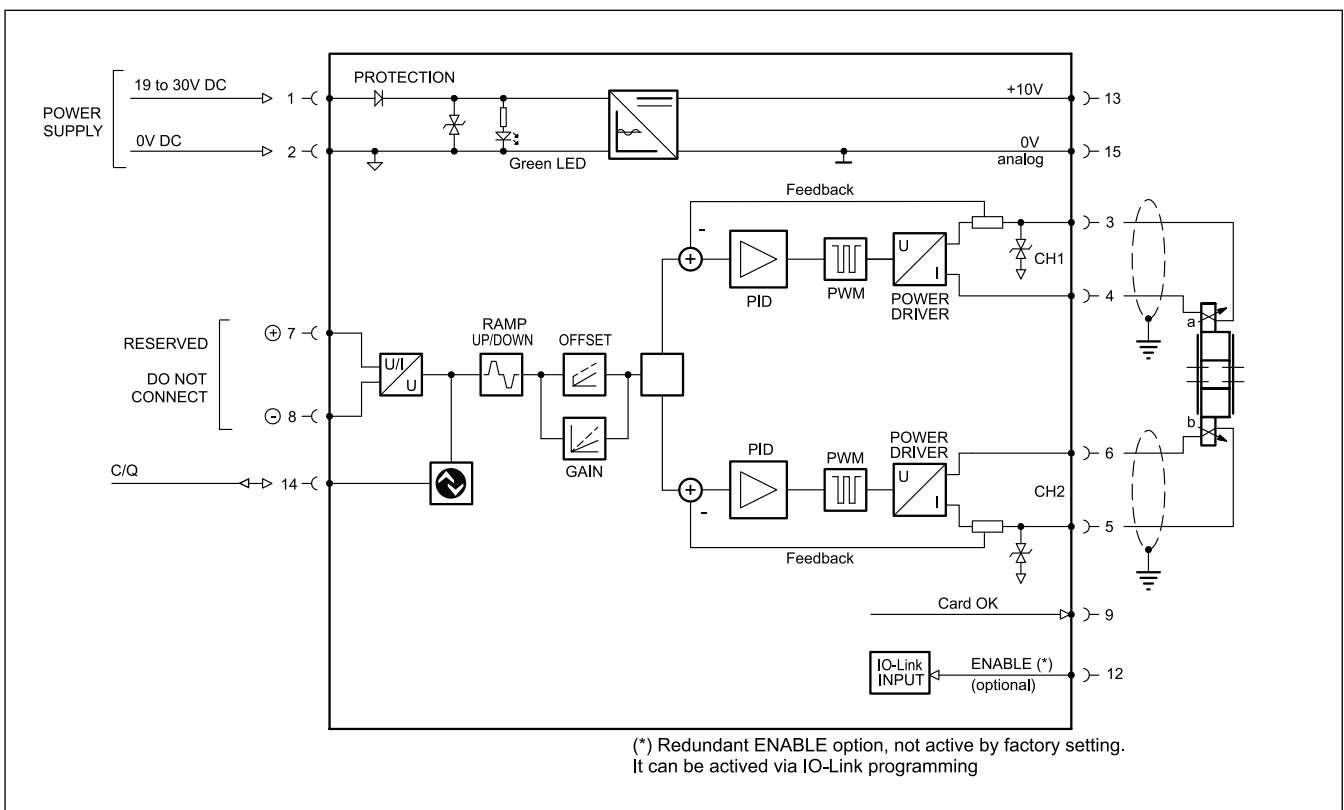 POWER
SUPPLY
19 to 30V DC
1
0V DC
2
PROTECTION
Green LED
+10V
13
0V
analog
15
Feedback
-
+
PID
PWM
U
I
POWER
DRIVER
CH1
3
4
a
RESERVED
DO NOT
CONNECT
+ 7
- 8
U/I
U
RAMP
UP/DOWN
OFFSET
GAIN
C/Q
14
b
PID
PWM
POWER
DRIVER
U
I
+
-
CH2
6
5
Feedback
Card OK
9
IO-Link
INPUT
ENABLE (*)
(optional)
12
(*) Redundant ENABLE option, not active by factory setting.
It can be actived via IO-Link programming